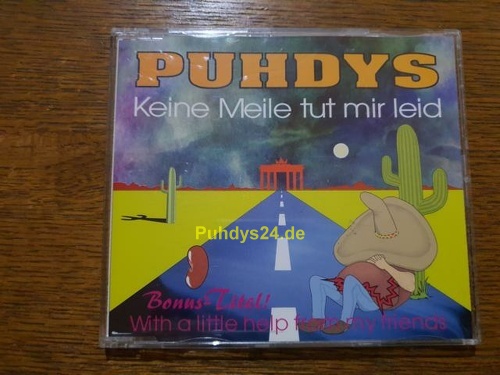 PUHDYS
Keine Meile tut mir leid
Puhdys24.de
Bonus Titel!
With a little help from my friends